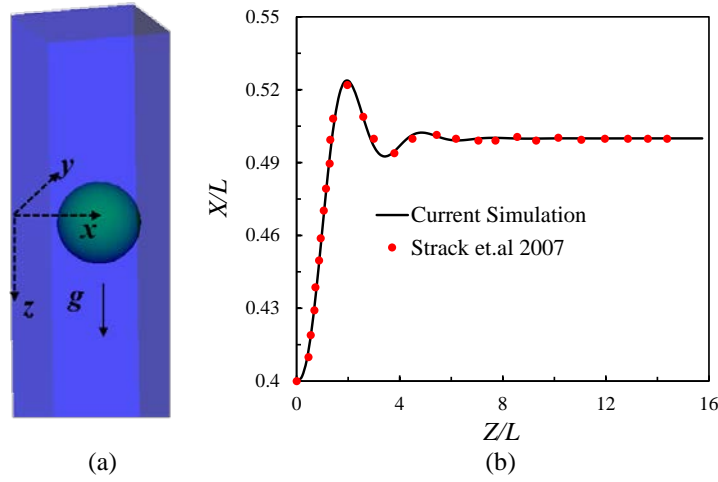 y
x
z
g
(a)
0.55
0.52
0.49
0.46
0.43
0.4
X/L
Current Simulation
Strack et.al 2007
0
4
8
12
16
Z/L
(b)